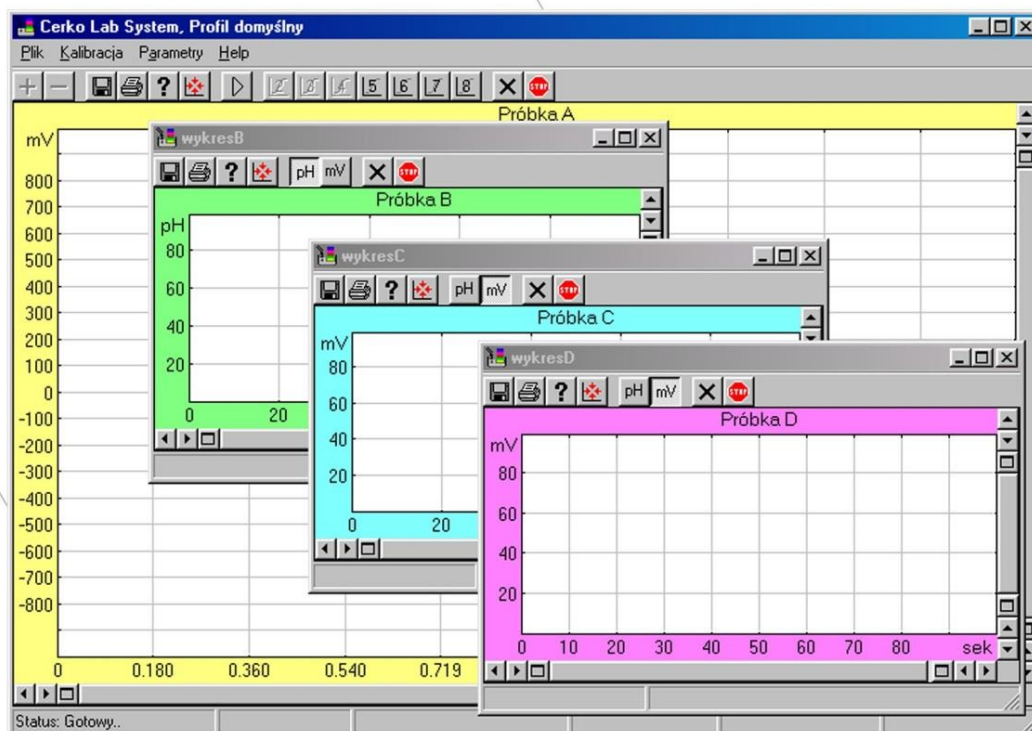 Cerko Lab System, Profil domyślny
Plik Kalibracja Parametry Help
5 6 7 8 STOP
Próbka A
mV
800
700
600
500
400
300
200
100
0
-100
-200
-300
-400
-500
-600
-700
-800
0 0.180 0.360 0.540 0.719
Status: Gotowy..
wykresB
? pH mV STOP
Próbka B
pH
80
60
40
20
0 20
wykresC
? pH mV STOP
Próbka C
mV
80
60
40
20
0 20
wykresD
? pH mV STOP
Próbka D
mV
80
60
40
20
0 10 20 30 40 50 60 70 80 sek